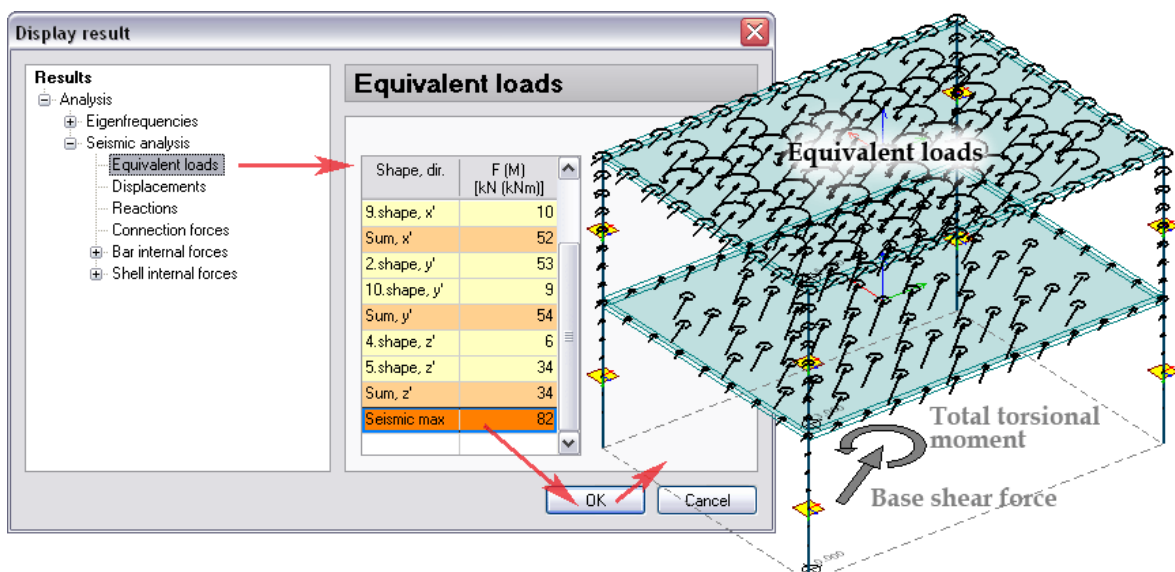 Display result
Results
Analysis
Eigenfrequencies
Seismic analysis
Equivalent loads
Displacements
Reactions
Connection forces
Bar internal forces
Shell internal forces
Equivalent loads
Shape, dir. F (M)
[kN (kNm)]
9.shape, x' 10
Sum, x' 52
2.shape, y' 53
10.shape, y' 9
Sum, y' 54
4.shape, z' 6
5.shape, z' 34
Sum, z' 34
Seismic max 82
OK Cancel
Equivalent loads
Total torsional
moment
Base shear force